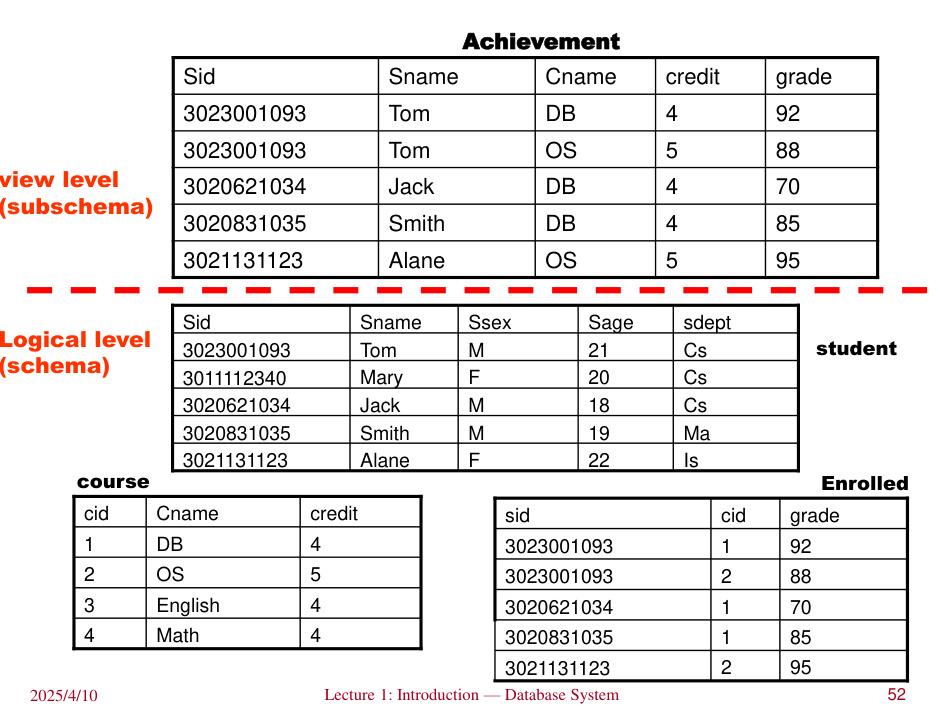 Achievement
Sid Sname Cname credit grade
3023001093 Tom DB 4 92
3023001093 Tom OS 5 88
3020621034 Jack DB 4 70
3020831035 Smith DB 4 85
3021131123 Alane OS 5 95
view level
(subschema)
Logical level
(schema)
Sid Sname Ssex Sage sdept
3023001093 Tom M 21 Cs
3011112340 Mary F 20 Cs
3020621034 Jack M 18 Cs
3020831035 Smith M 19 Ma
3021131123 Alane F 22 Is
student
course
cid Cname credit
1 DB 4
2 OS 5
3 English 4
4 Math 4
Enrolled
sid cid grade
3023001093 1 92
3023001093 2 88
3020621034 1 70
3020831035 1 85
3021131123 2 95
2025/4/10 Lecture 1: Introduction — Database System 52